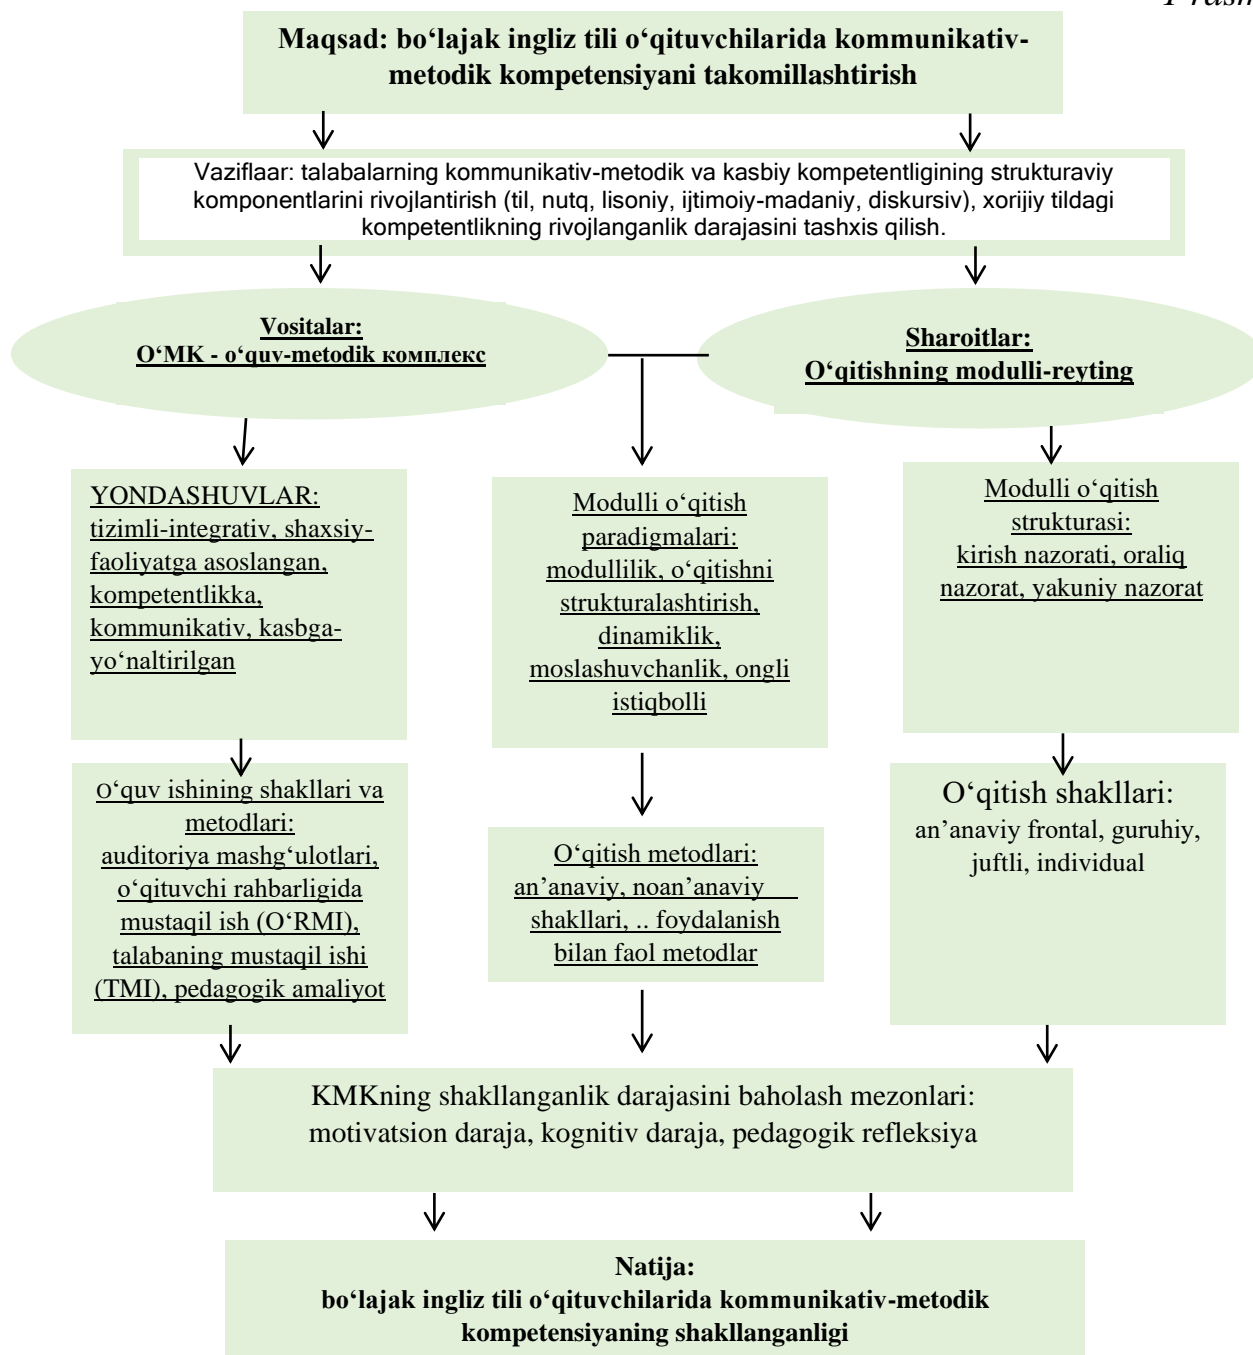 Maqsad: bo‘lajak ingliz tili o‘qituvchilarida kommunikativ-
metodik kompetensiyani takomillashtirish
Vaziflaar: talabalarning kommunikativ-metodik va kasbiy kompetentligining strukturaviy
komponentlarini rivojlantirish (til, nutq, lisoniy, ijtimoiy-madaniy, diskursiv), xorijiy tildagi
kompetentlikning rivojlanganlik darajasini tashxis qilish.
Vositalar:
O‘MK - o‘quv-metodik комплекс
Sharoitlar:
O‘qitishning modulli-reyting
YONDASHUVLAR:
tizimli-integrativ, shaxsiy-
faoliyatga asoslangan,
kompetentlikka,
kommunikativ, kasbga-
yo‘naltirilgan
Modulli o‘qitish
paradigmalari:
modullilik, o‘qitishni
strukturalashtirish,
dinamiklik,
moslashuvchanlik, ongli
istiqbolli
Modulli o‘qitish
strukturasi:
kirish nazorati, oraliq
nazorat, yakuniy nazorat
O‘quv ishining shakllari va
metodlari:
auditoriya mashg‘ulotlari,
o‘qituvchi rahbarligida
mustaqil ish (O‘RMI),
talabaning mustaqil ishi
(TMI), pedagogik amaliyot
O‘qitish metodlari:
an’anaviy, noan’anaviy
shakllari, .. foydalanish
bilan faol metodlar
O‘qitish shakllari:
an’anaviy frontal, guruhiy,
juftli, individual
KMKning shakllanganlik darajasini baholash mezonlari:
motivatsion daraja, kognitiv daraja, pedagogik refleksiya
Natija:
bo‘lajak ingliz tili o‘qituvchilarida kommunikativ-metodik
kompetensiyaning shakllanganligi